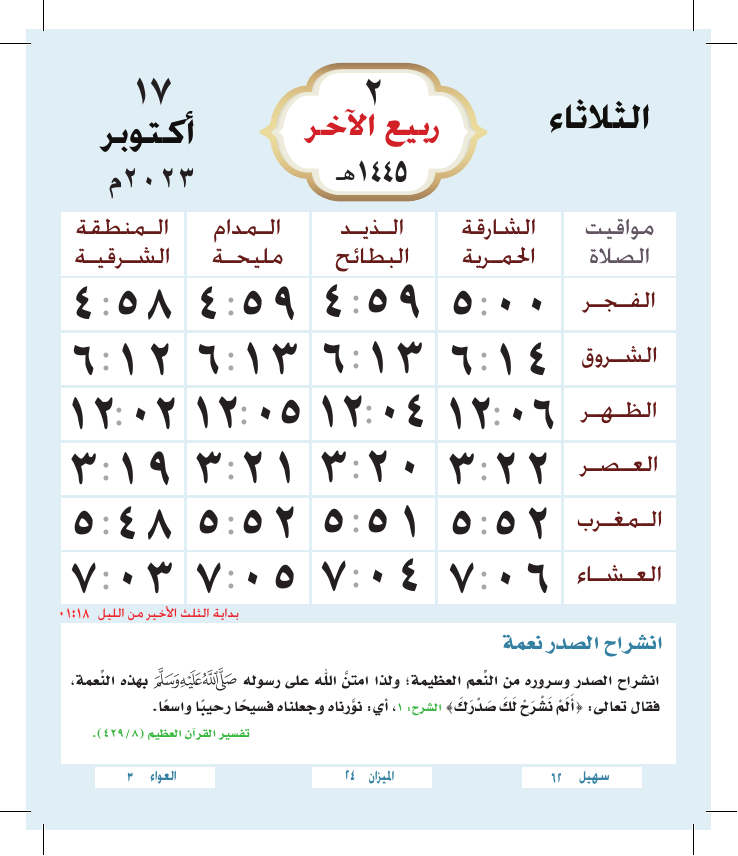 الثلاثاء
٢
ربيع الآخر
١٤٤٥هـ
١٧
أكتوبر
٢٠٢٣م
مواقيت الصلاة	الشارقة الحمرية	الذيد البطائح	المدام مليحة	المنطقة الشرقية
الفجر	٥:٠٠	٤:٥٩	٤:٥٩	٤:٥٨
الشروق	٦:١٤	٦:١٣	٦:١٣	٦:١٢
الظهر	١٢:٠٦	١٢:٠٤	١٢:٠٥	١٢:٠٢
العصر	٣:٢٢	٣:٢٠	٣:٢١	٣:١٩
المغرب	٥:٥٢	٥:٥١	٥:٥٢	٥:٤٨
العشاء	٧:٠٦	٧:٠٤	٧:٠٥	٧:٠٣
بداية الثلث الأخير من الليل ٠١:١٨
انشراح الصدر نعمة
انشراح الصدر وسروره من النِّعم العظيمة؛ ولذا امتنَّ الله على رسوله صَلَّى اللَّهُ عَلَيْهِ وَسَلَّمَ بهذه النِّعمة،
فقال تعالى: ﴿أَلَمْ نَشْرَحْ لَكَ صَدْرَكَ﴾ الشرح: ١، أي: نوَّرناه وجعلناه فسيحًا رحيبًا واسعًا.
تفسير القرآن العظيم (٤٢٩/٨).
سهيل ٦٢
الميزان ٢٤
العواء ٣